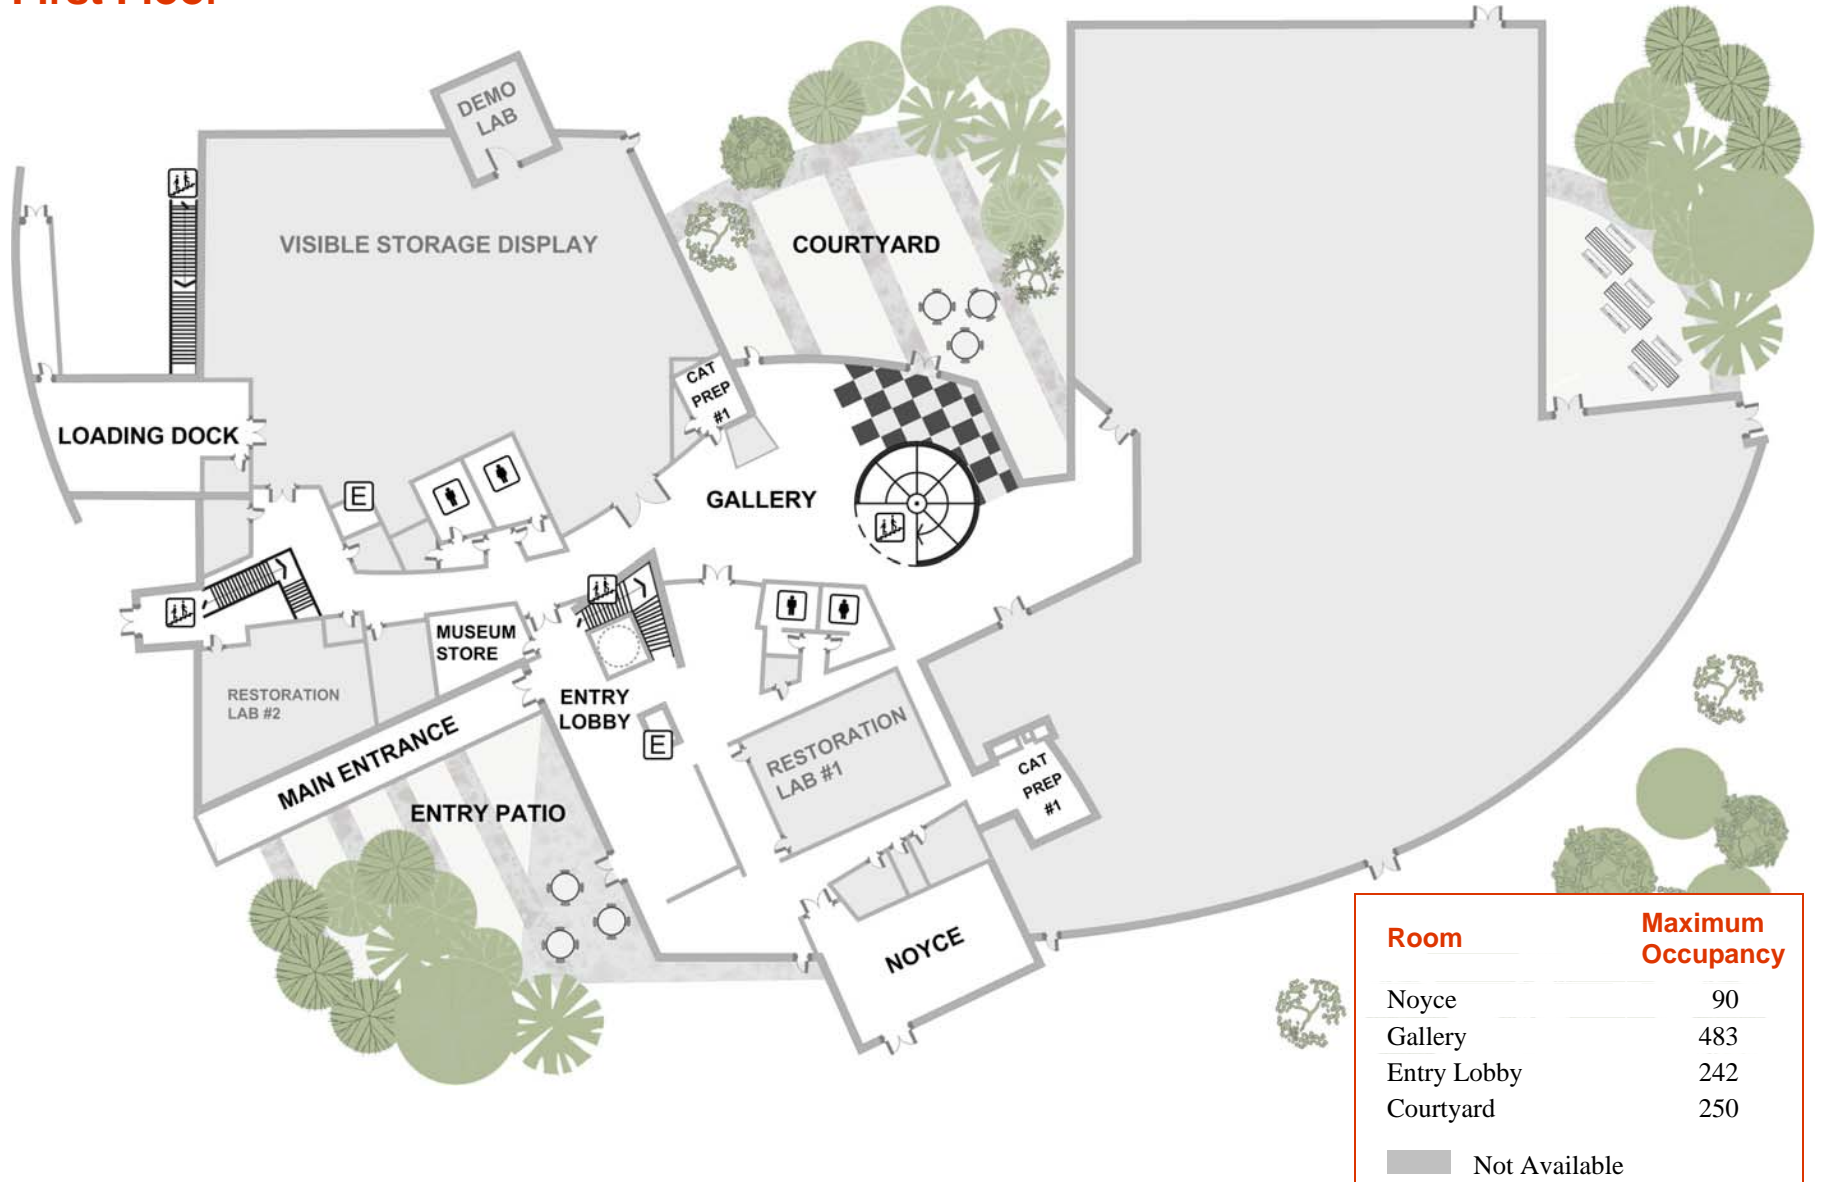 First Floor
DEMO
LAB
VISIBLE STORAGE DISPLAY
COURTYARD
CAT
PREP
#1
LOADING DOCK
E
GALLERY
MUSEUM
STORE
RESTORATION
LAB #2
ENTRY
LOBBY
E
MAIN ENTRANCE
RESTORATION
LAB #1
CAT
PREP
#1
ENTRY PATIO
NOYCE
Room Maximum
Occupancy
Noyce 90
Gallery 483
Entry Lobby 242
Courtyard 250
Not Available